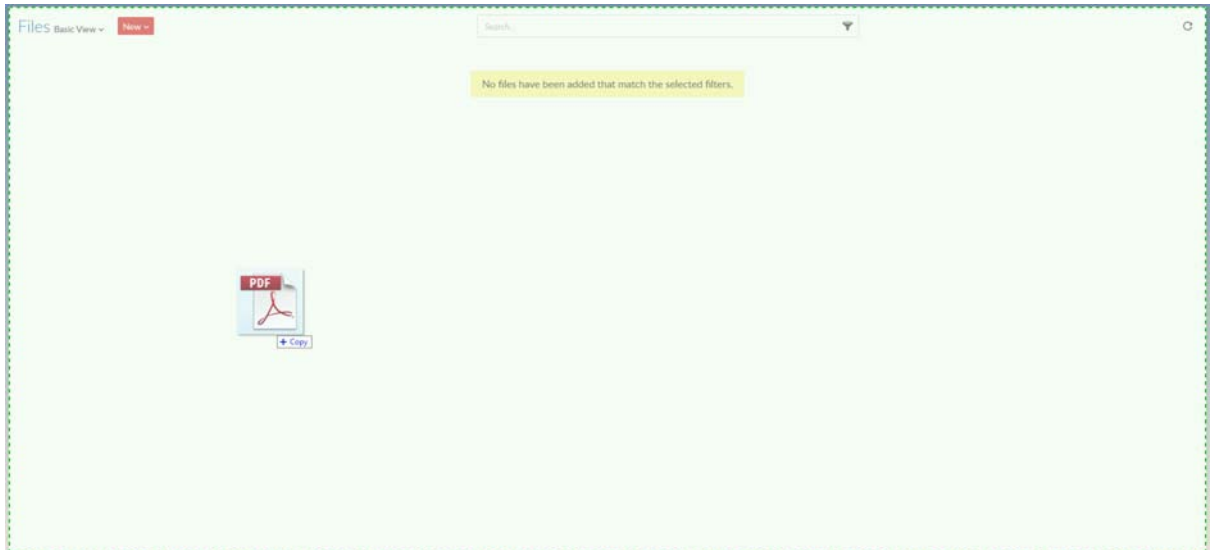 Files Basic View New
Search...
No files have been added that match the selected filters.
PDF
+ Copy